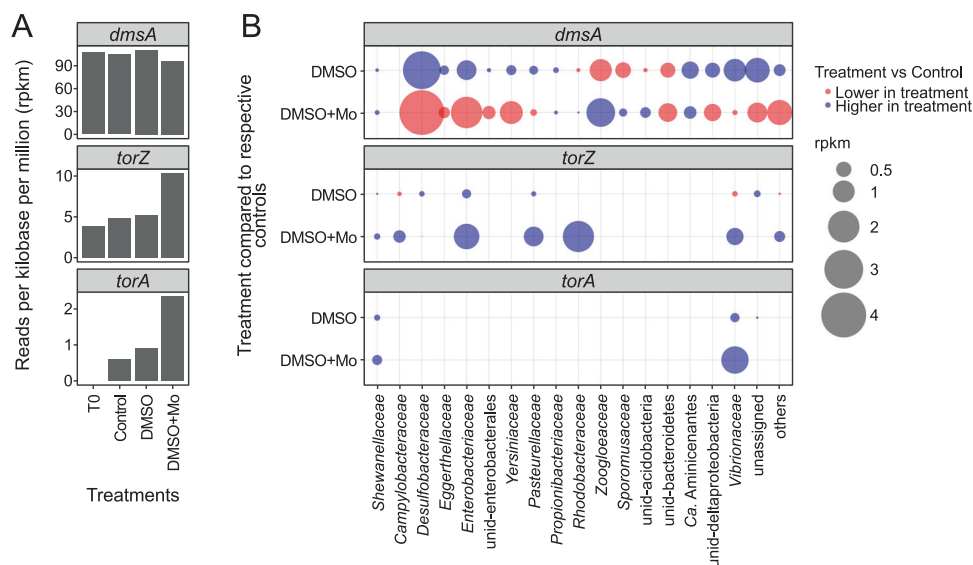 A
Reads per kilobase per million (rpkm)
dmsA
90
60
30
0
torZ
10
5
0
torA
2
1
0
T0
Control
DMSO
DMSO+Mo
Treatments
B
Treatment compared to respective
controls
dmsA
DMSO
DMSO+Mo
torZ
DMSO
DMSO+Mo
torA
DMSO
DMSO+Mo
Shewanellaceae
Campylobacteraceae
Desulfobacteraceae
Eggerthellaceae
Enterobacteriaceae
unid-enterobacterales
Yersiniaceae
Pasteurellaceae
Propionibacteriaceae
Rhodobacteraceae
Zoogloeaceae
Sporomusaceae
unid-acidobacteria
unid-bacteroidetes
Ca. Aminicenantes
unid-deltaproteobacteria
Vibrionaceae
unassigned
others
Treatment vs Control
Lower in treatment
Higher in treatment
rpkm
0.5
1
2
3
4